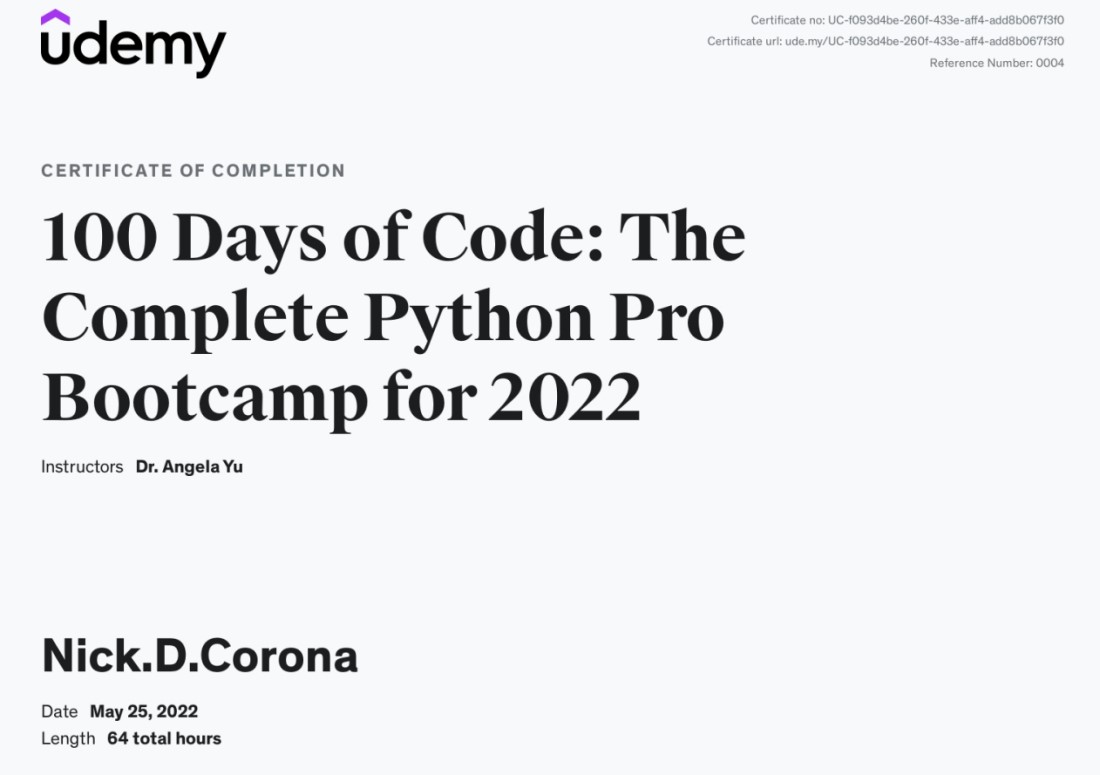 udemy
Certificate no: UC-f093d4be-260f-433e-aff4-add8b067f3f0
Certificate url: ude.my/UC-f093d4be-260f-433e-aff4-add8b067f3f0
Reference Number: 0004
CERTIFICATE OF COMPLETION
100 Days of Code: The
Complete Python Pro
Bootcamp for 2022
Instructors Dr. Angela Yu
Nick.D.Corona
Date May 25, 2022
Length 64 total hours